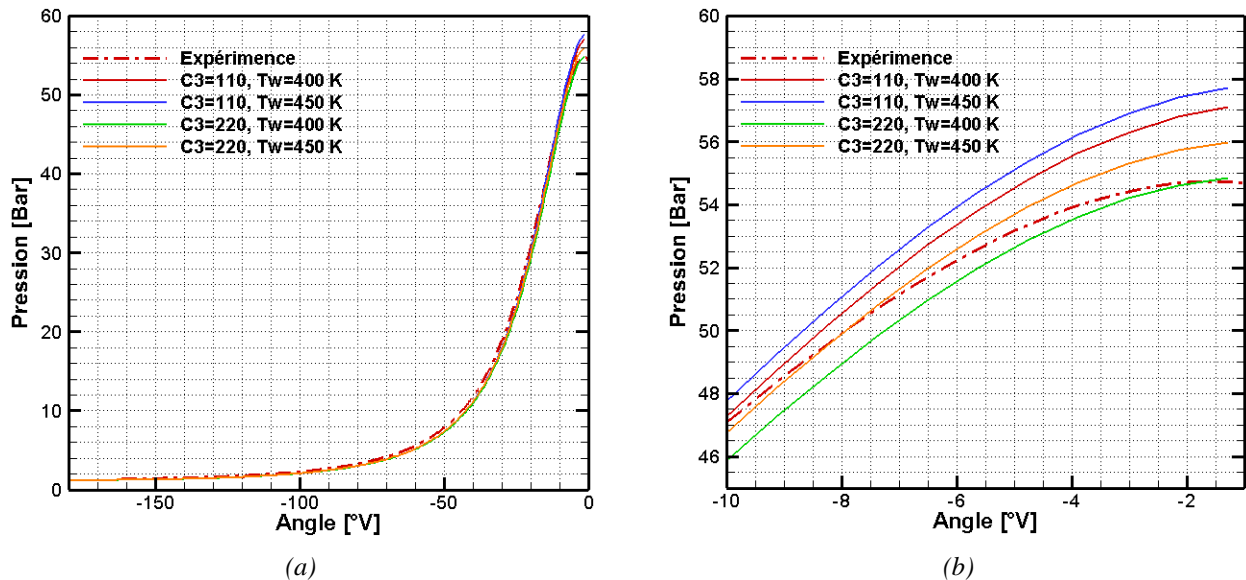 60
50
40
30
20
10
0
Pression [Bar]
Expérimence
C3=110, Tw=400 K
C3=110, Tw=450 K
C3=220, Tw=400 K
C3=220, Tw=450 K
-150
-100
-50
0
Angle [°V]
(a)
60
58
56
54
52
50
48
46
Pression [Bar]
Expérimence
C3=110, Tw=400 K
C3=110, Tw=450 K
C3=220, Tw=400 K
C3=220, Tw=450 K
-10
-8
-6
-4
-2
Angle [°V]
(b)